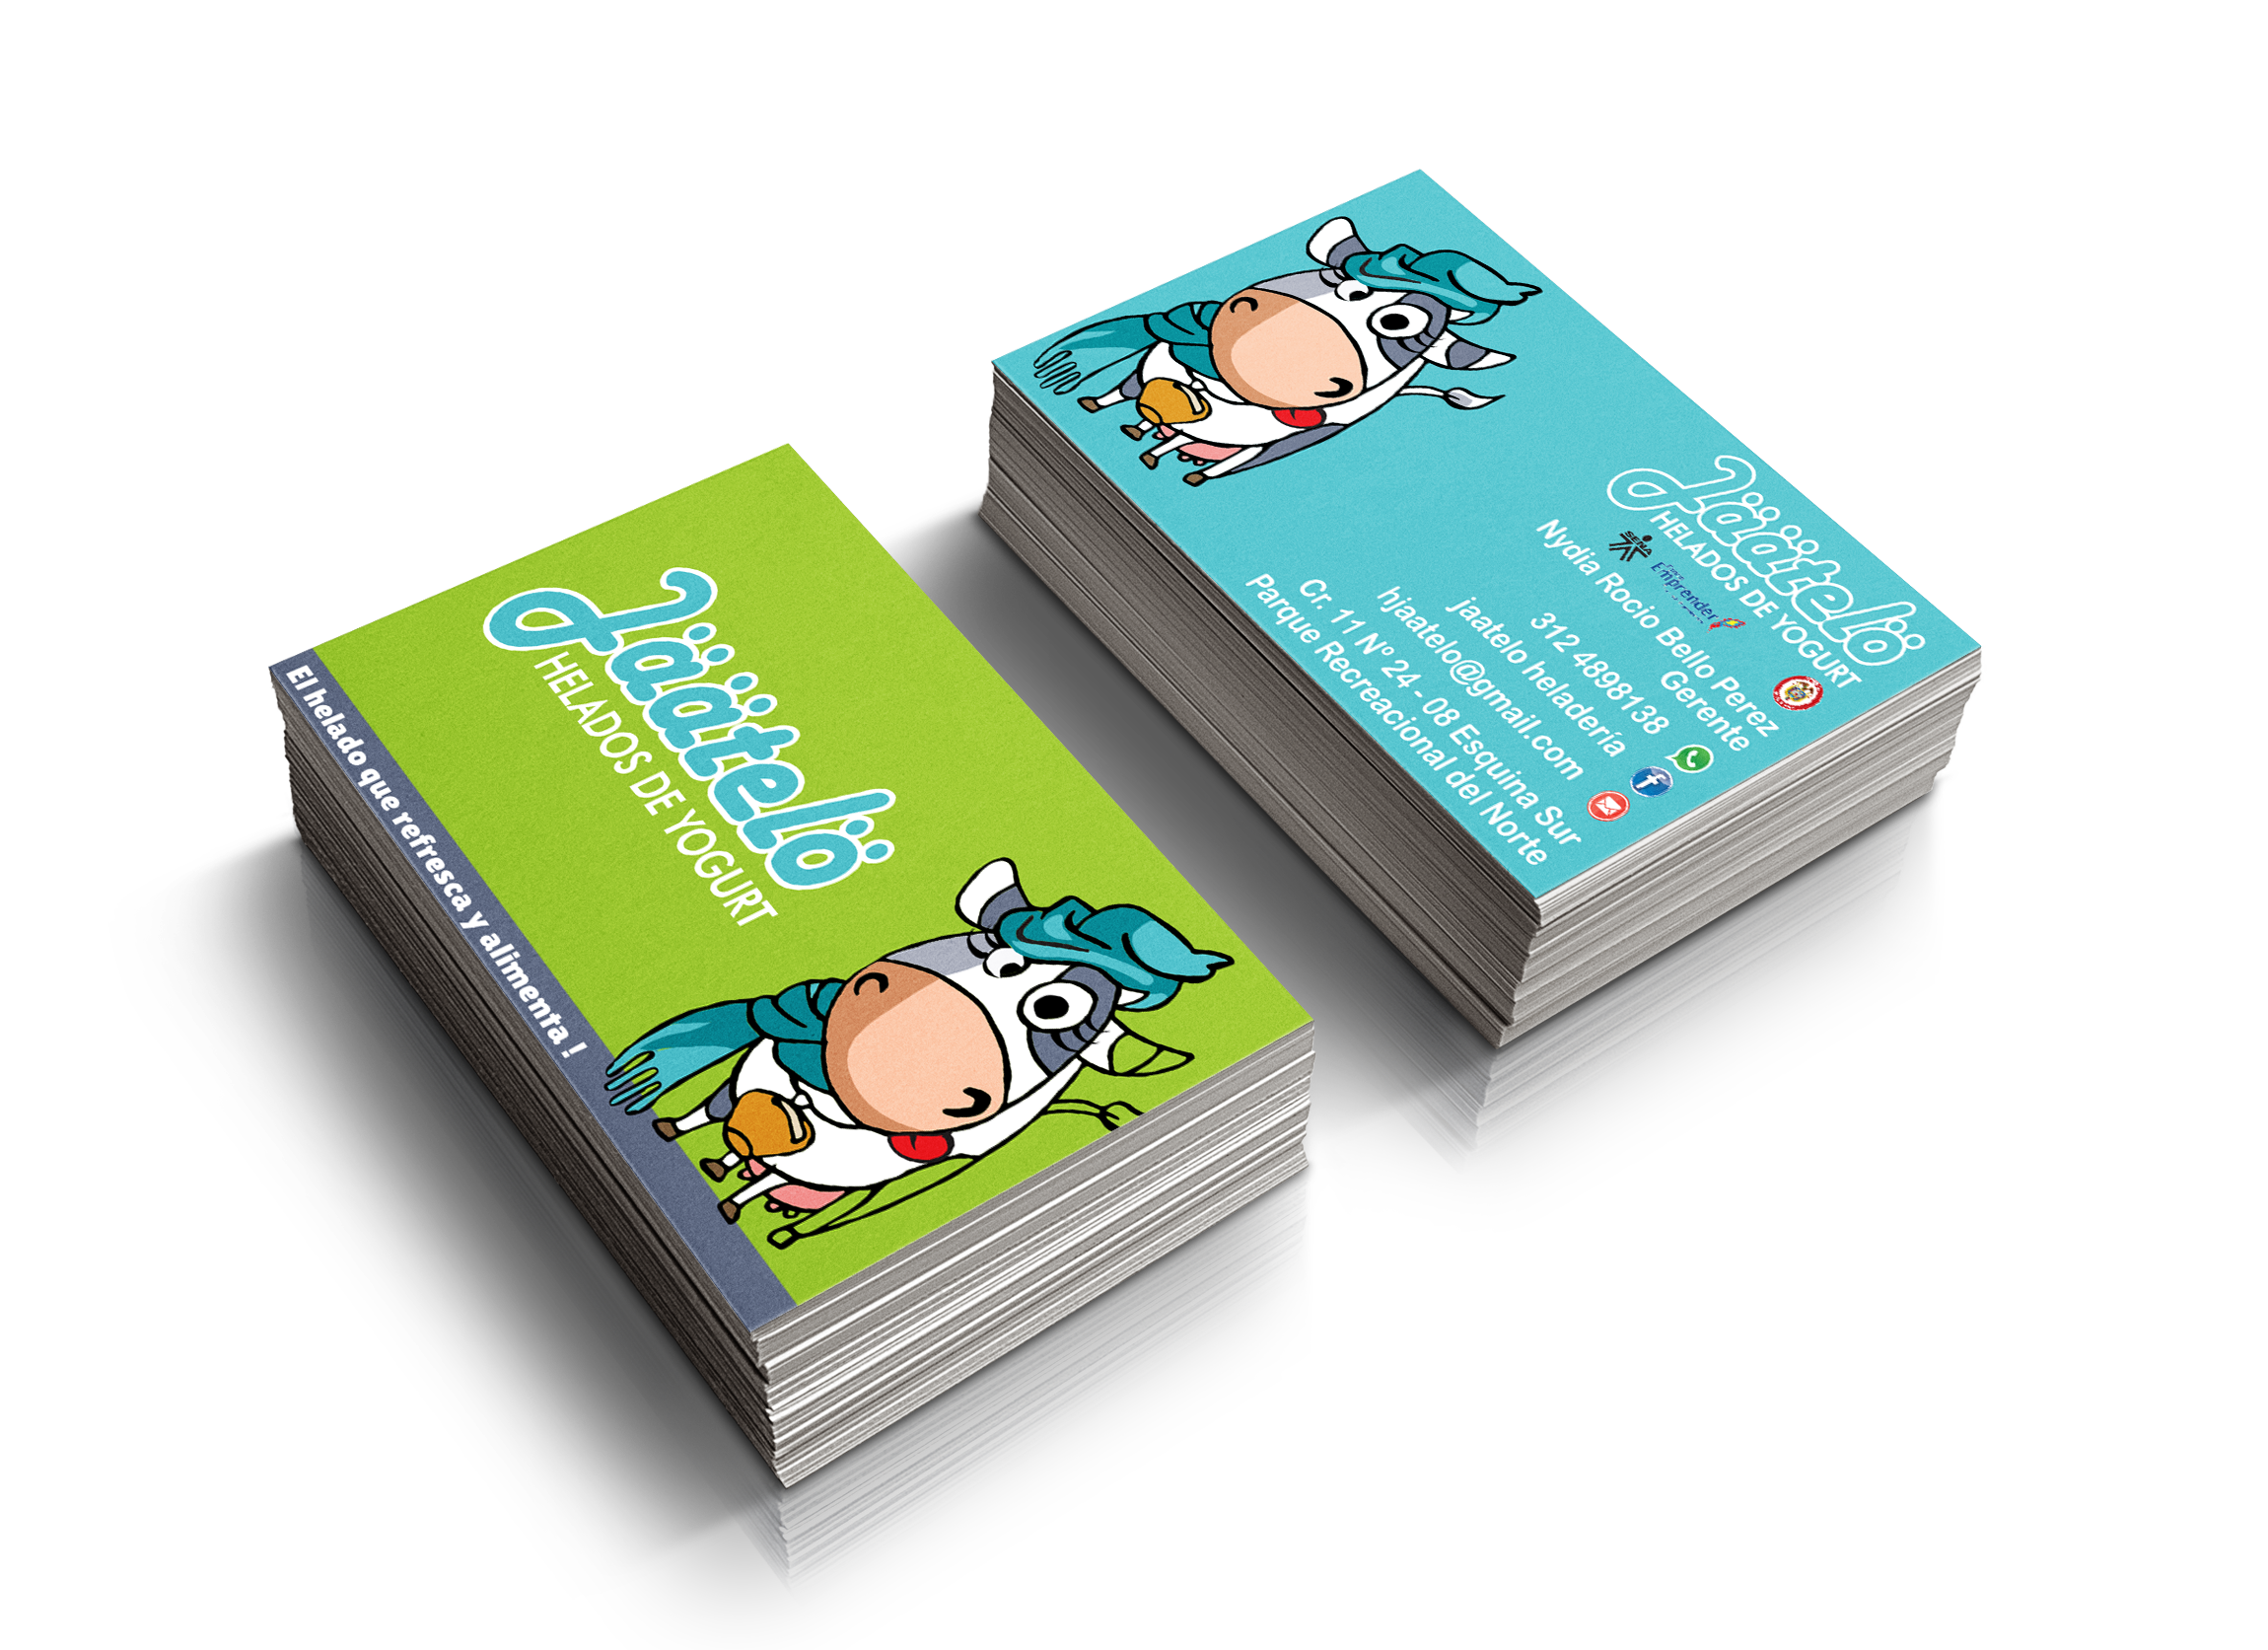 Jäätelö
HELADOS DE YOGURT
El helado que refresca y alimenta !
Jäätelö
HELADOS DE YOGURT
SENA
Emprender
Nydia Rocio Bello Perez
Gerente
312 4898138
jaatelo heladería
hjaatelo@gmail.com
Cr. 11 Nº 24 - 08 Esquina Sur
Parque Recreacional del Norte